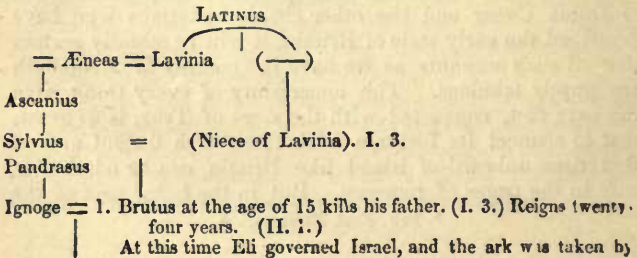 LATINUS
= Æneas = Lavinia (—)
Ascanius
Sylvius = (Niece of Lavinia). I. 3.
Pandrasus
Ignoge = 1. Brutus at the age of 15 kills his father. (I. 3.) Reigns twenty-
four years. (II. 1.)
At this time Eli governed Israel, and the ark was taken by